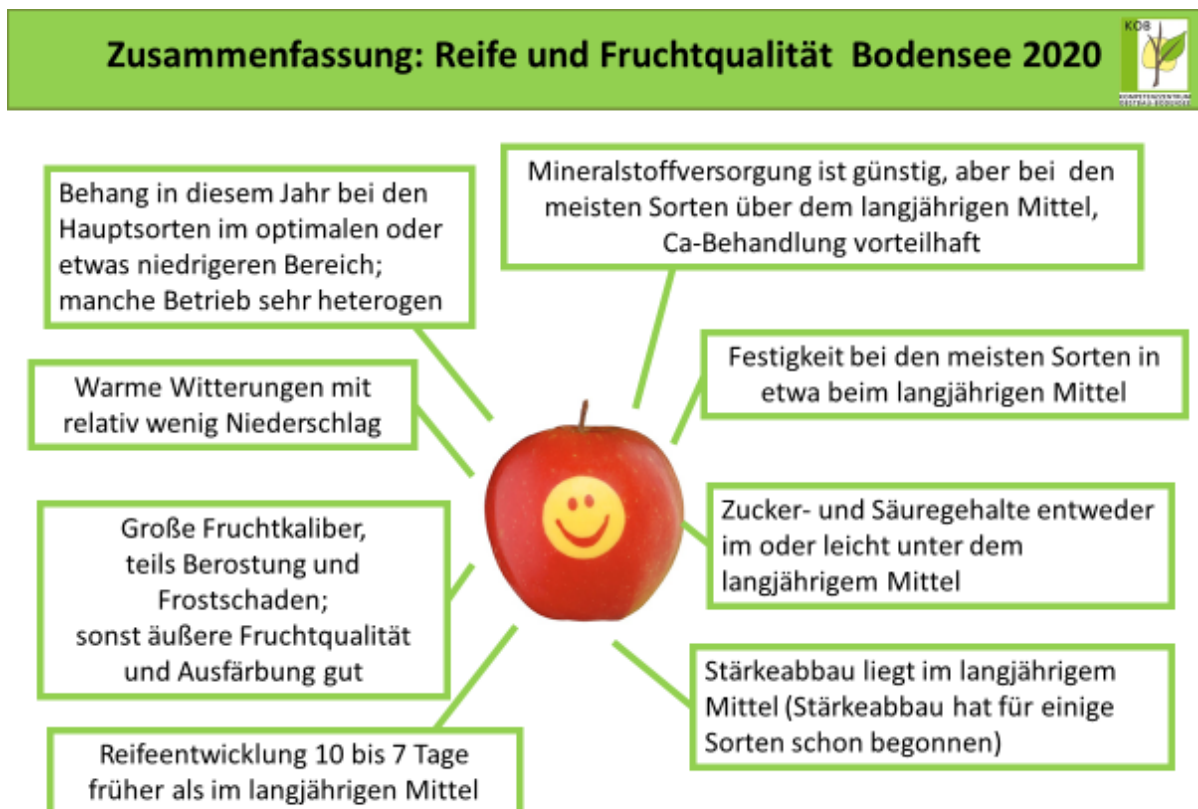 Zusammenfassung: Reife und Fruchtqualität Bodensee 2020
KOB
KOMPETENZZENTRUM
OBSTBAU-BODENSEE
Behang in diesem Jahr bei den
Hauptsorten im optimalen oder
etwas niedrigeren Bereich;
manche Betrieb sehr heterogen
Mineralstoffversorgung ist günstig, aber bei den
meisten Sorten über dem langjährigen Mittel,
Ca-Behandlung vorteilhaft
Warme Witterungen mit
relativ wenig Niederschlag
Festigkeit bei den meisten Sorten in
etwa beim langjährigen Mittel
Große Fruchtkaliber,
teils Berostung und
Frostschaden;
sonst äußere Fruchtqualität
und Ausfärbung gut
Zucker- und Säuregehalte entweder
im oder leicht unter dem
langjährigem Mittel
Reifeentwicklung 10 bis 7 Tage
früher als im langjährigen Mittel
Stärkeabbau liegt im langjährigem
Mittel (Stärkeabbau hat für einige
Sorten schon begonnen)